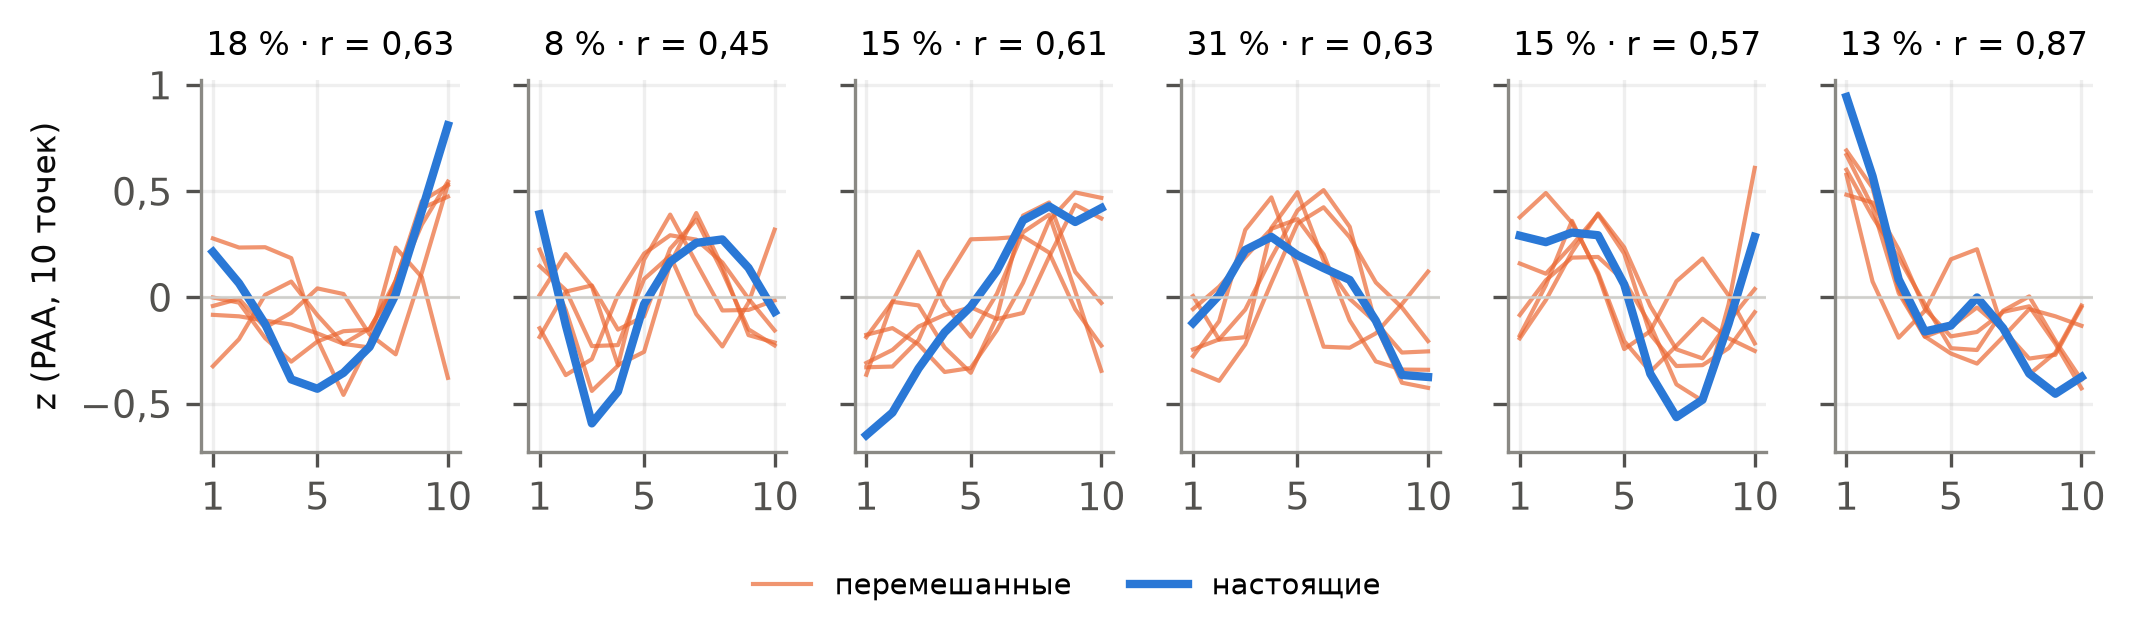 18 % · r = 0,63
8 % · r = 0,45
15 % · r = 0,61
31 % · r = 0,63
15 % · r = 0,57
13 % · r = 0,87
z (PAA, 10 точек)
1
0,5
0
−0,5
1 5 10
1 5 10
1 5 10
1 5 10
1 5 10
1 5 10
перемешанные
настоящие